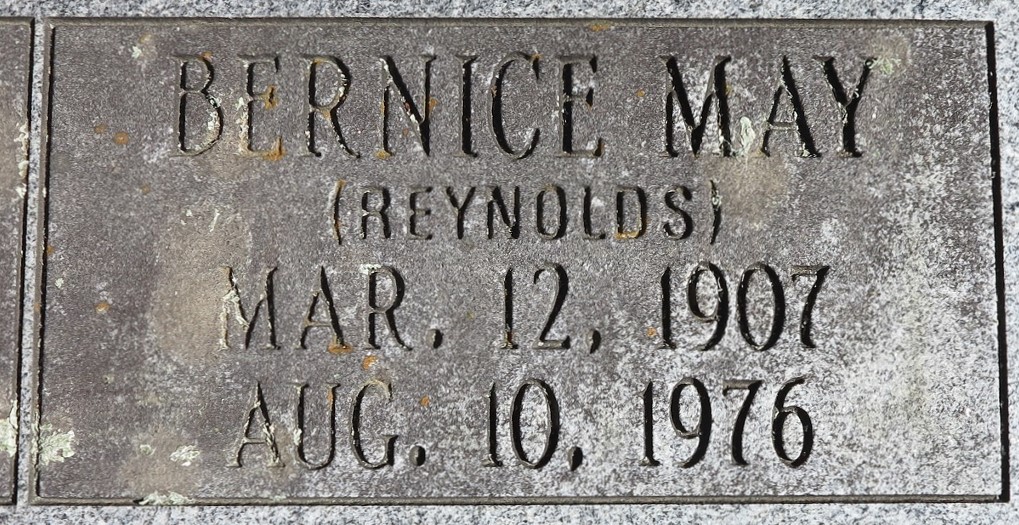 BERNICE MAY
(REYNOLDS)
MAR. 12, 1907
AUG. 10, 1976